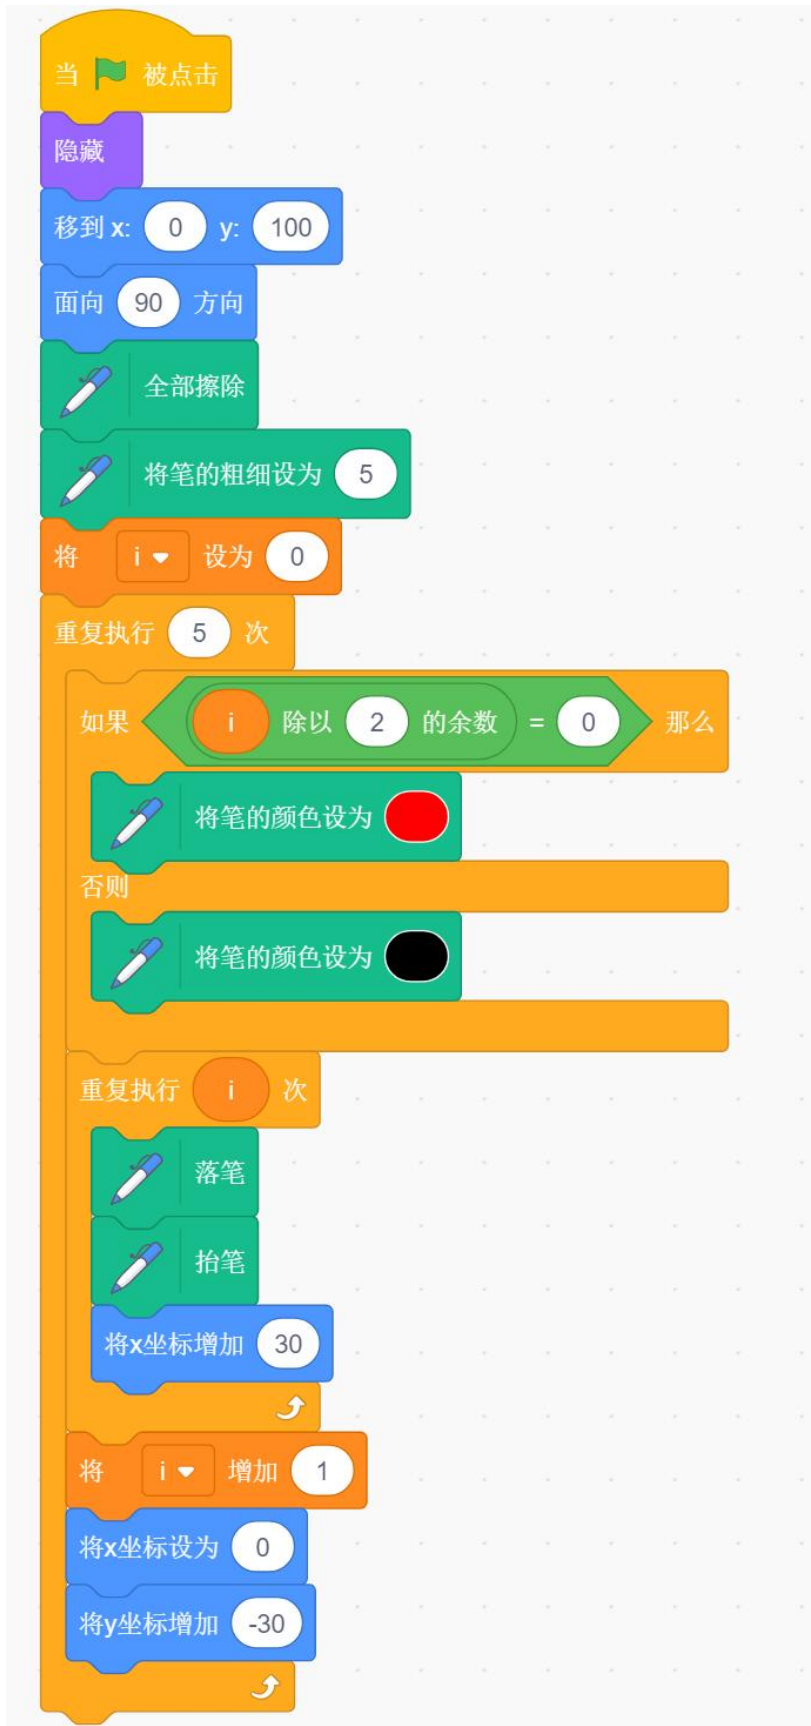 当 被点击
隐藏
移到 x: 0 y: 100
面向 90 方向
全部擦除
将笔的粗细设为 5
将 i 设为 0
重复执行 5 次
如果 i 除以 2 的余数 = 0 那么
将笔的颜色设为
否则
将笔的颜色设为
重复执行 i 次
落笔
抬笔
将x坐标增加 30
将 i 增加 1
将x坐标设为 0
将y坐标增加 -30